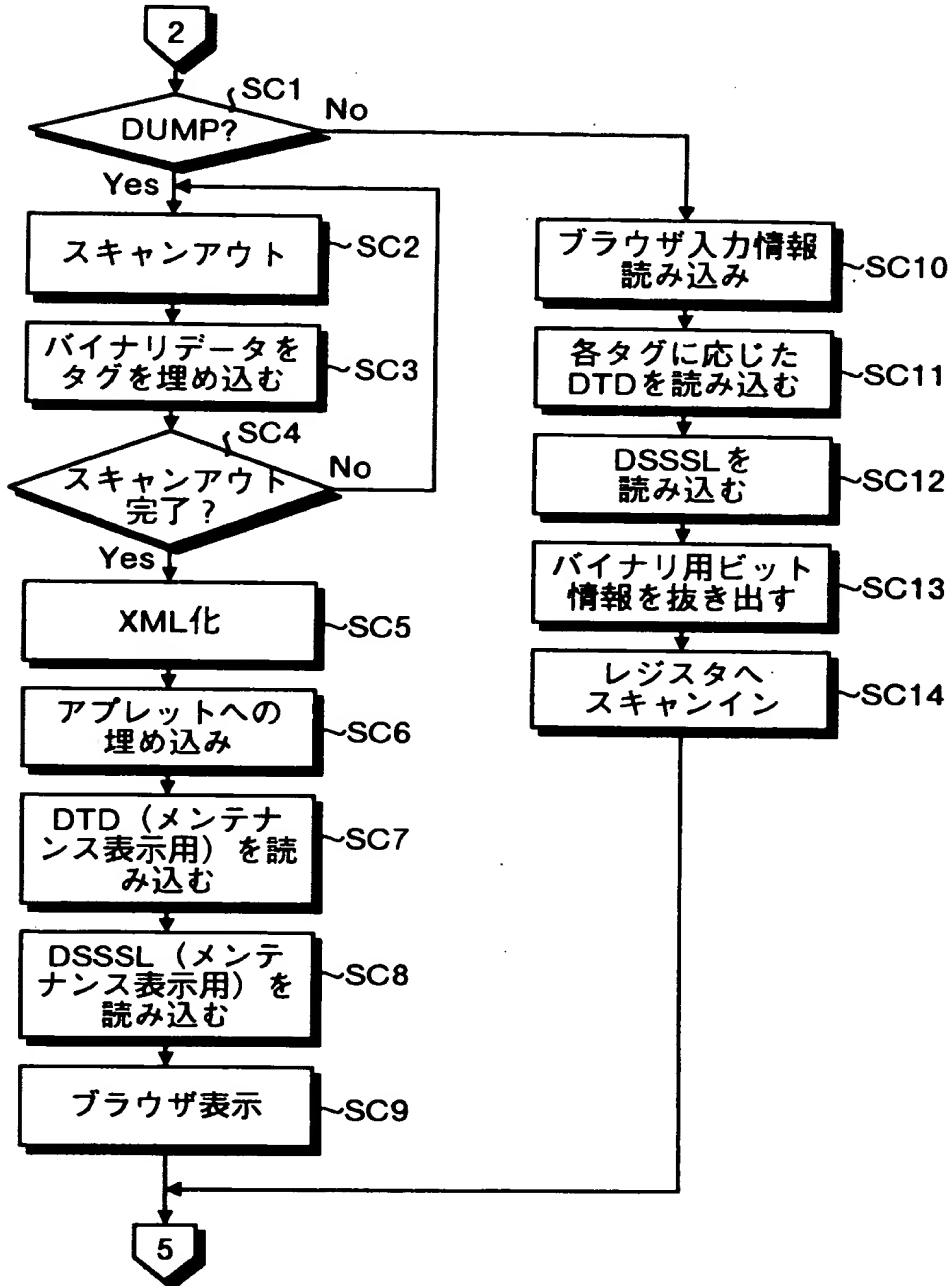 2
SC1
DUMP?
No
Yes
スキャンアウト
SC2
バイナリデータを
タグを埋め込む
SC3
SC4
スキャンアウト
完了?
No
Yes
XML化
SC5
アプレットへの
埋め込み
SC6
DTD(メンテナ
ンス表示用)を読
み込む
SC7
DSSSL(メンテ
ナンス表示用)を
読み込む
SC8
ブラウザ表示
SC9
5
ブラウザ入力情報
読み込み
SC10
各タグに応じた
DTDを読み込む
SC11
DSSSLを
読み込む
SC12
バイナリ用ビット
情報を抜き出す
SC13
レジスタへ
スキャンイン
SC14